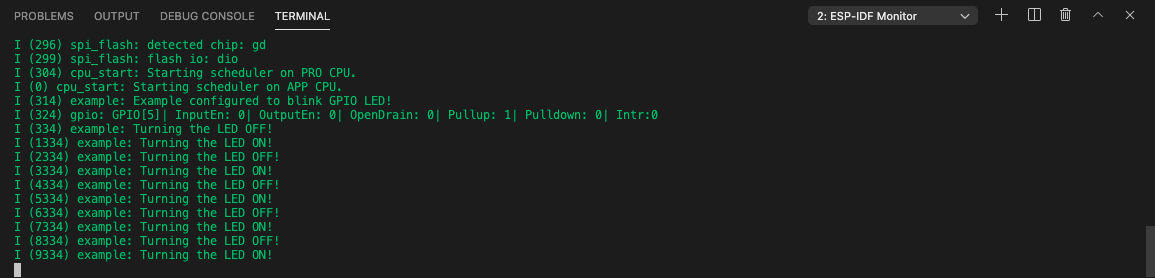 PROBLEMS OUTPUT DEBUG CONSOLE TERMINAL 2: ESP-IDF Monitor
I (296) spi_flash: detected chip: gd
I (299) spi_flash: flash io: dio
I (304) cpu_start: Starting scheduler on PRO CPU.
I (0) cpu_start: Starting scheduler on APP CPU.
I (314) example: Example configured to blink GPIO LED!
I (324) gpio: GPIO[5]| InputEn: 0| OutputEn: 0| OpenDrain: 0| Pullup: 1| Pulldown: 0| Intr:0
I (334) example: Turning the LED OFF!
I (1334) example: Turning the LED ON!
I (2334) example: Turning the LED OFF!
I (3334) example: Turning the LED ON!
I (4334) example: Turning the LED OFF!
I (5334) example: Turning the LED ON!
I (6334) example: Turning the LED OFF!
I (7334) example: Turning the LED ON!
I (8334) example: Turning the LED OFF!
I (9334) example: Turning the LED ON!